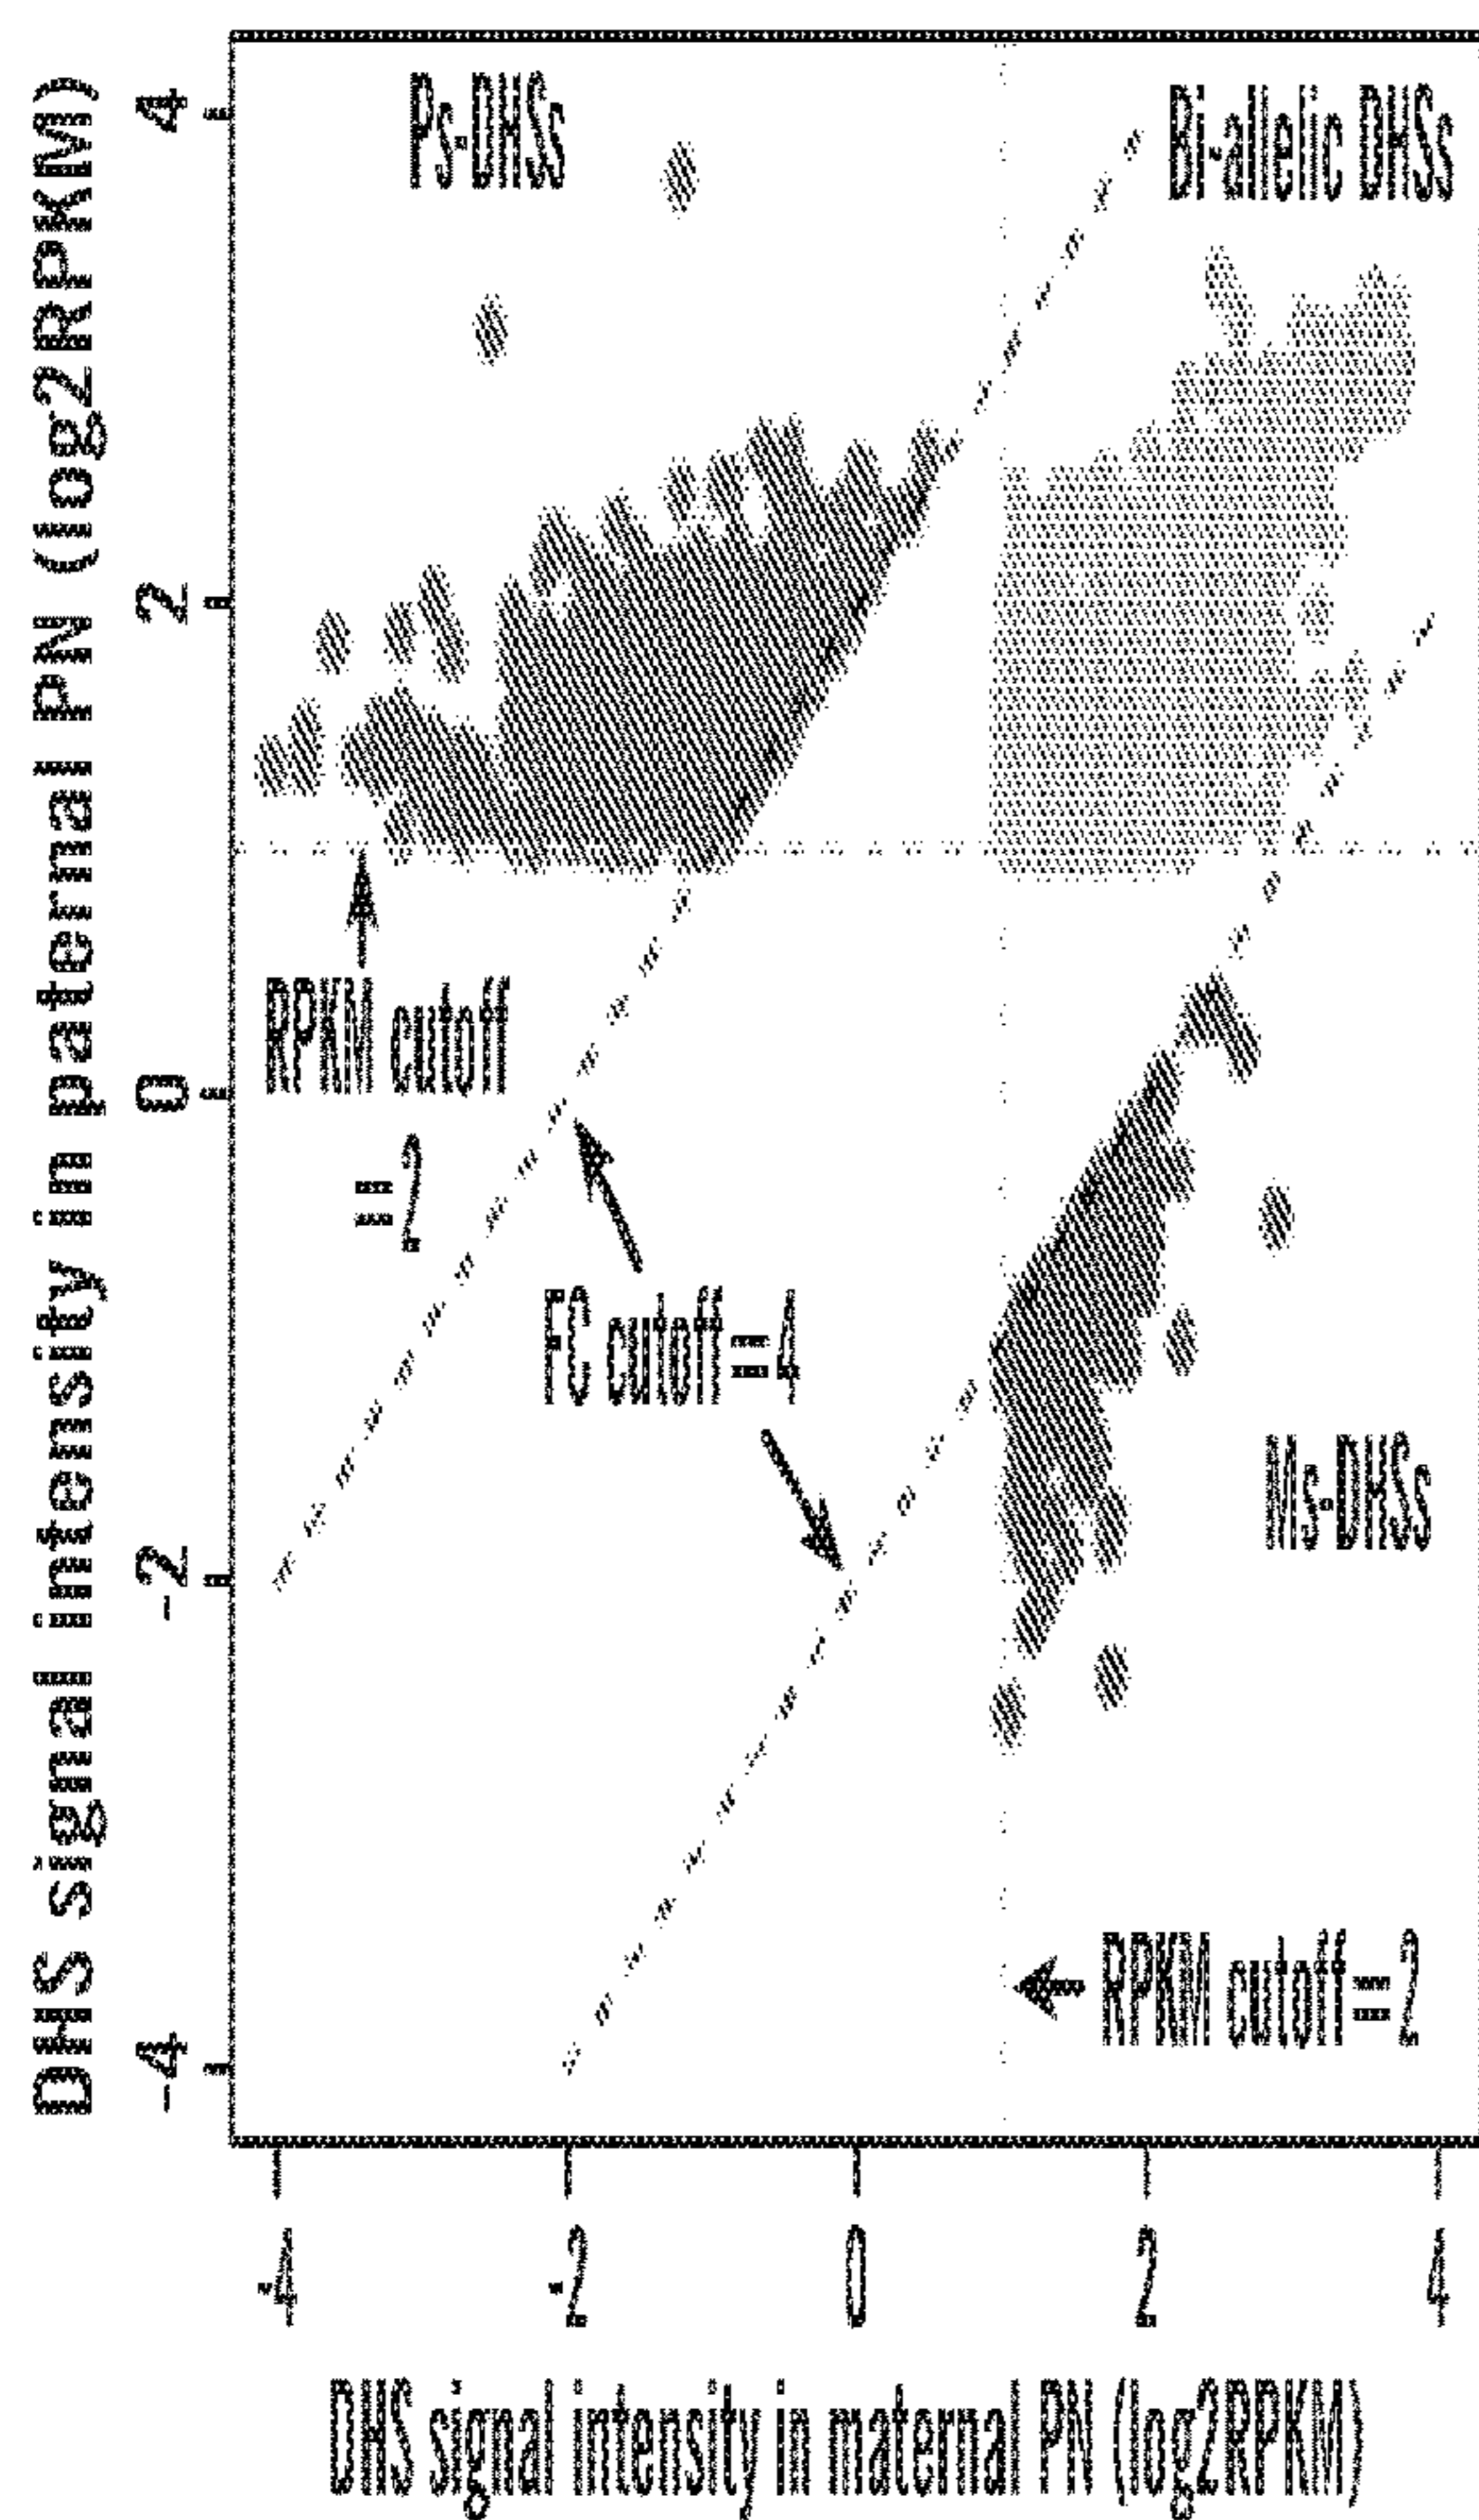 DHS signal intensity in paternal PN (log2RPKM)
4
2
0
-2
-4
Ps-DHSs
Bi-allelic DHSs
RPKM cutoff
=2
FC cutoff=4
Ms-DHSs
RPKM cutoff=2
-4 -2 0 2 4
DHS signal intensity in maternal PN (log2RPKM)